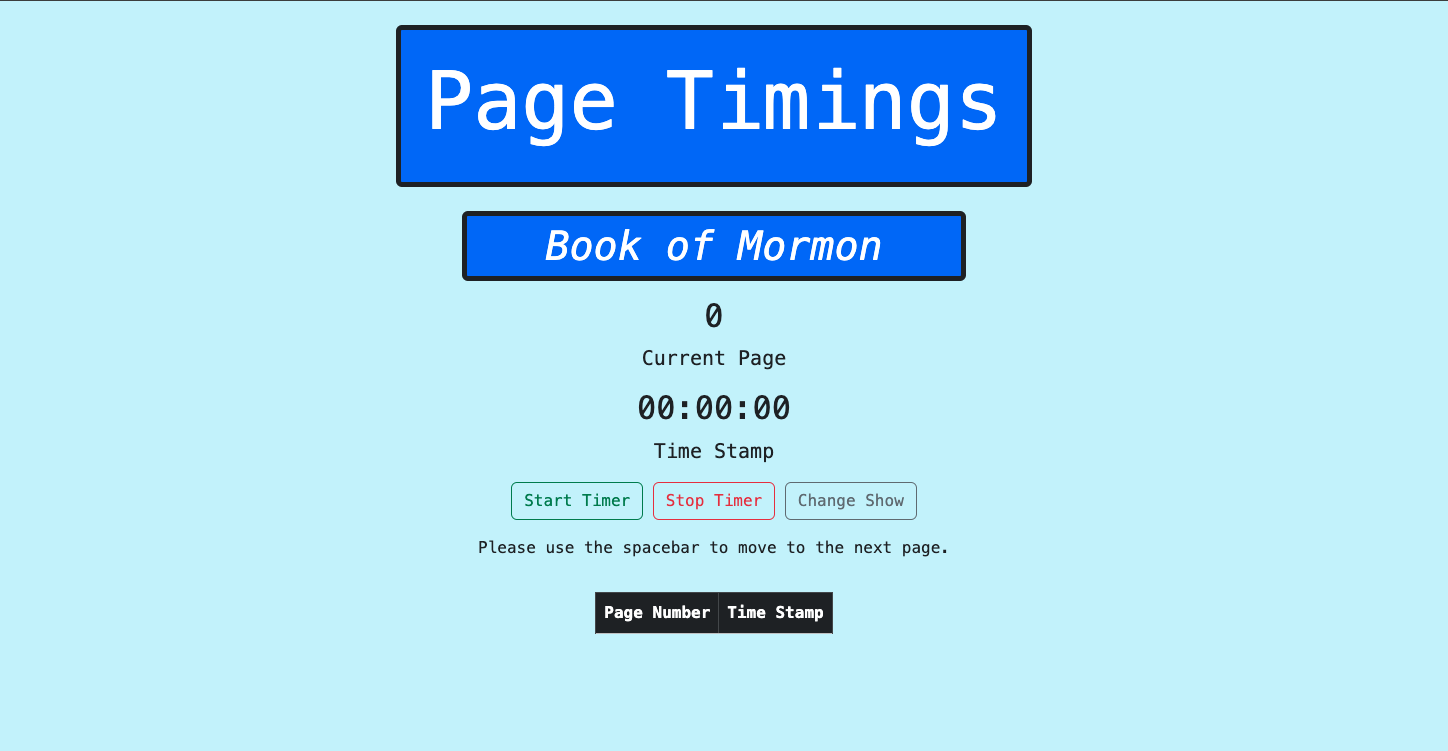 Page Timings
Book of Mormon
0
Current Page
00:00:00
Time Stamp
Start Timer Stop Timer Change Show
Please use the spacebar to move to the next page.
Page Number Time Stamp